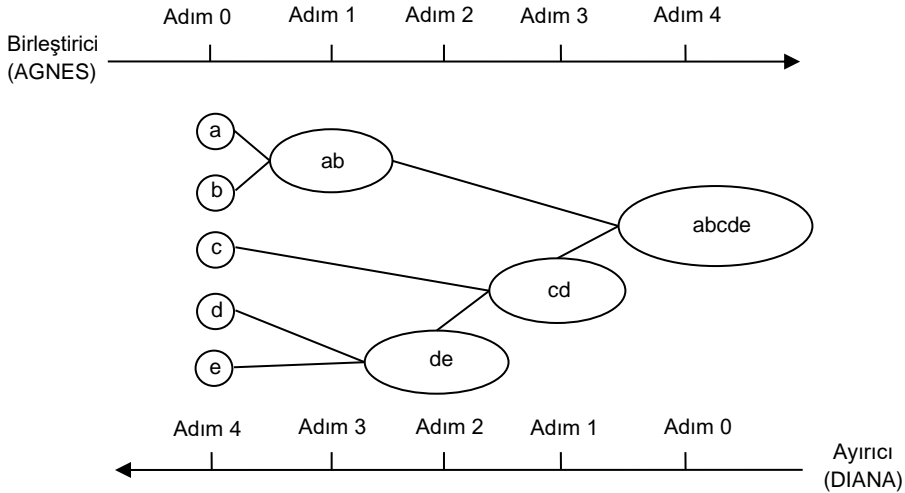 Adım 0 Adım 1 Adım 2 Adım 3 Adım 4
Birleştirici
(AGNES)
a
b
ab
c
abcde
cd
d
de
e
Adım 4 Adım 3 Adım 2 Adım 1 Adım 0
Ayırıcı
(DIANA)